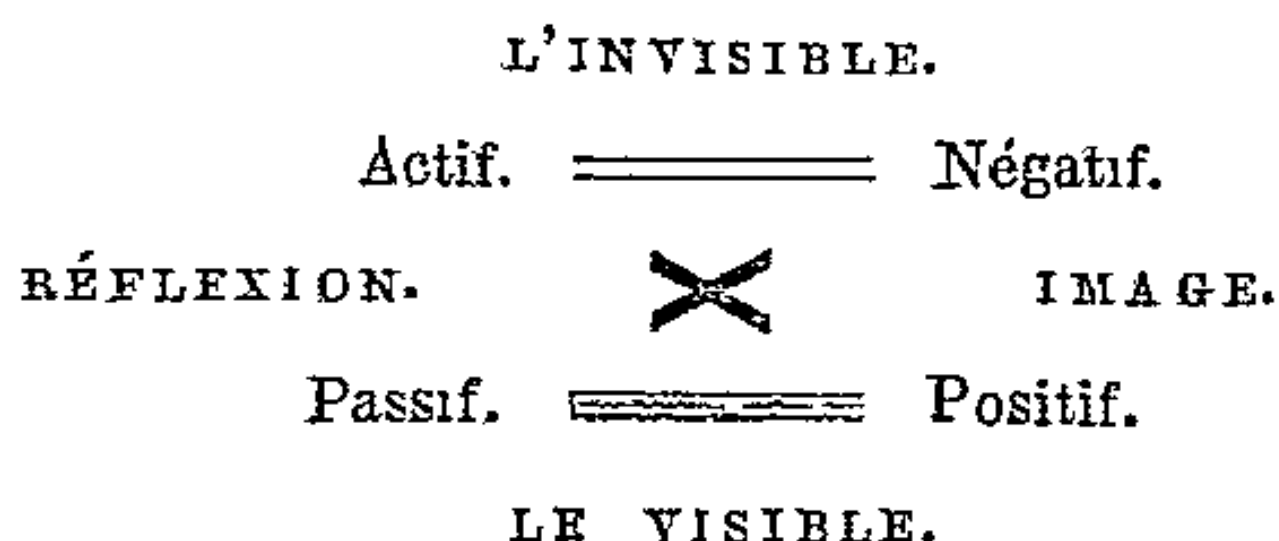 L'INVISIBLE.
Actif. Négatif.
RÉFLEXION. IMAGE.
Passif. Positif.
LE VISIBLE.